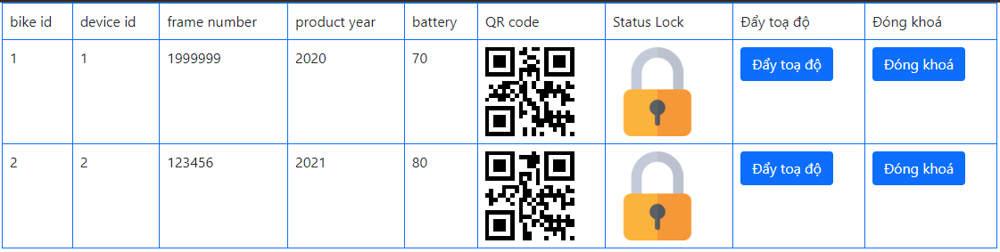 bike id device id frame number product year battery QR code Status Lock Đẩy toạ độ Đóng khoá
1 1 1999999 2020 70 Đẩy toạ độ Đóng khoá
2 2 123456 2021 80 Đẩy toạ độ Đóng khoá